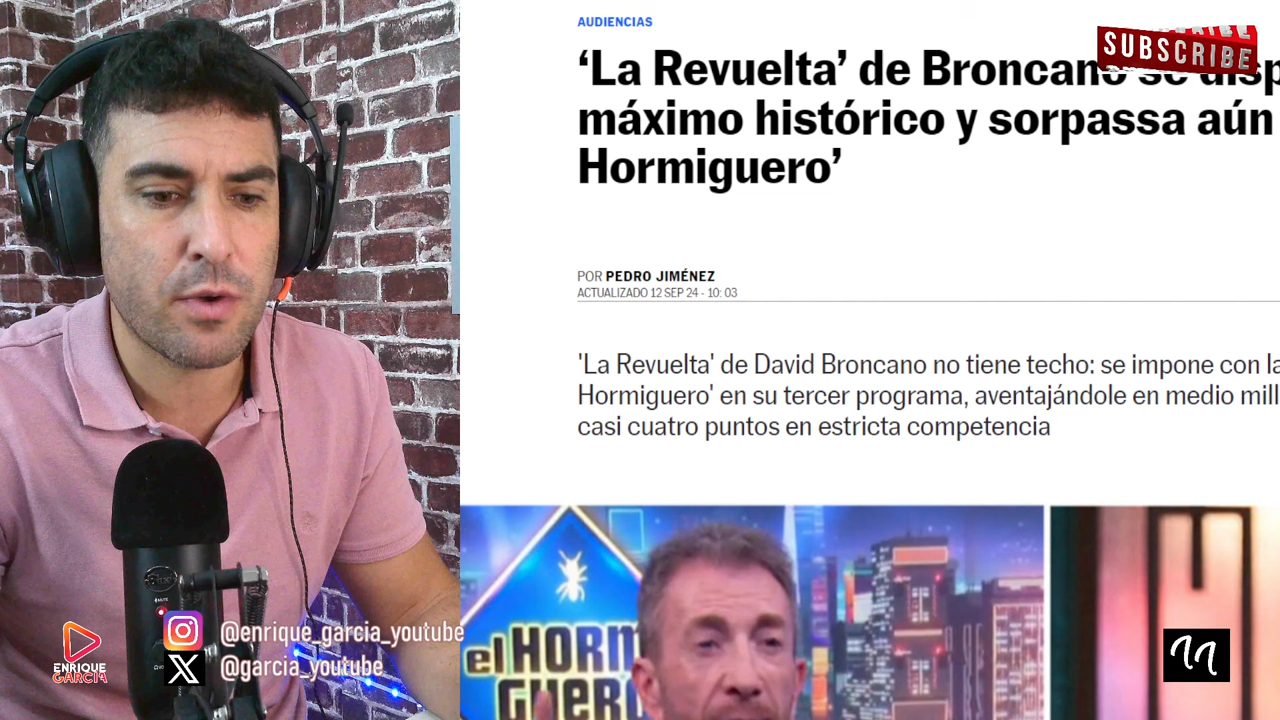 AUDIENCIAS
SUBSCRIBE
‘La Revuelta’ de Broncano se disp
máximo histórico y sorpassa aún
Hormiguero’
POR PEDRO JIMÉNEZ
ACTUALIZADO 12 SEP 24 - 10: 03
'La Revuelta' de David Broncano no tiene techo: se impone con la
Hormiguero' en su tercer programa, aventajándole en medio mill
casi cuatro puntos en estricta competencia
el HORM
GUERO
@enrique_garcia_youtube
@garcia_youtube
ENRIQUE
GARCIA